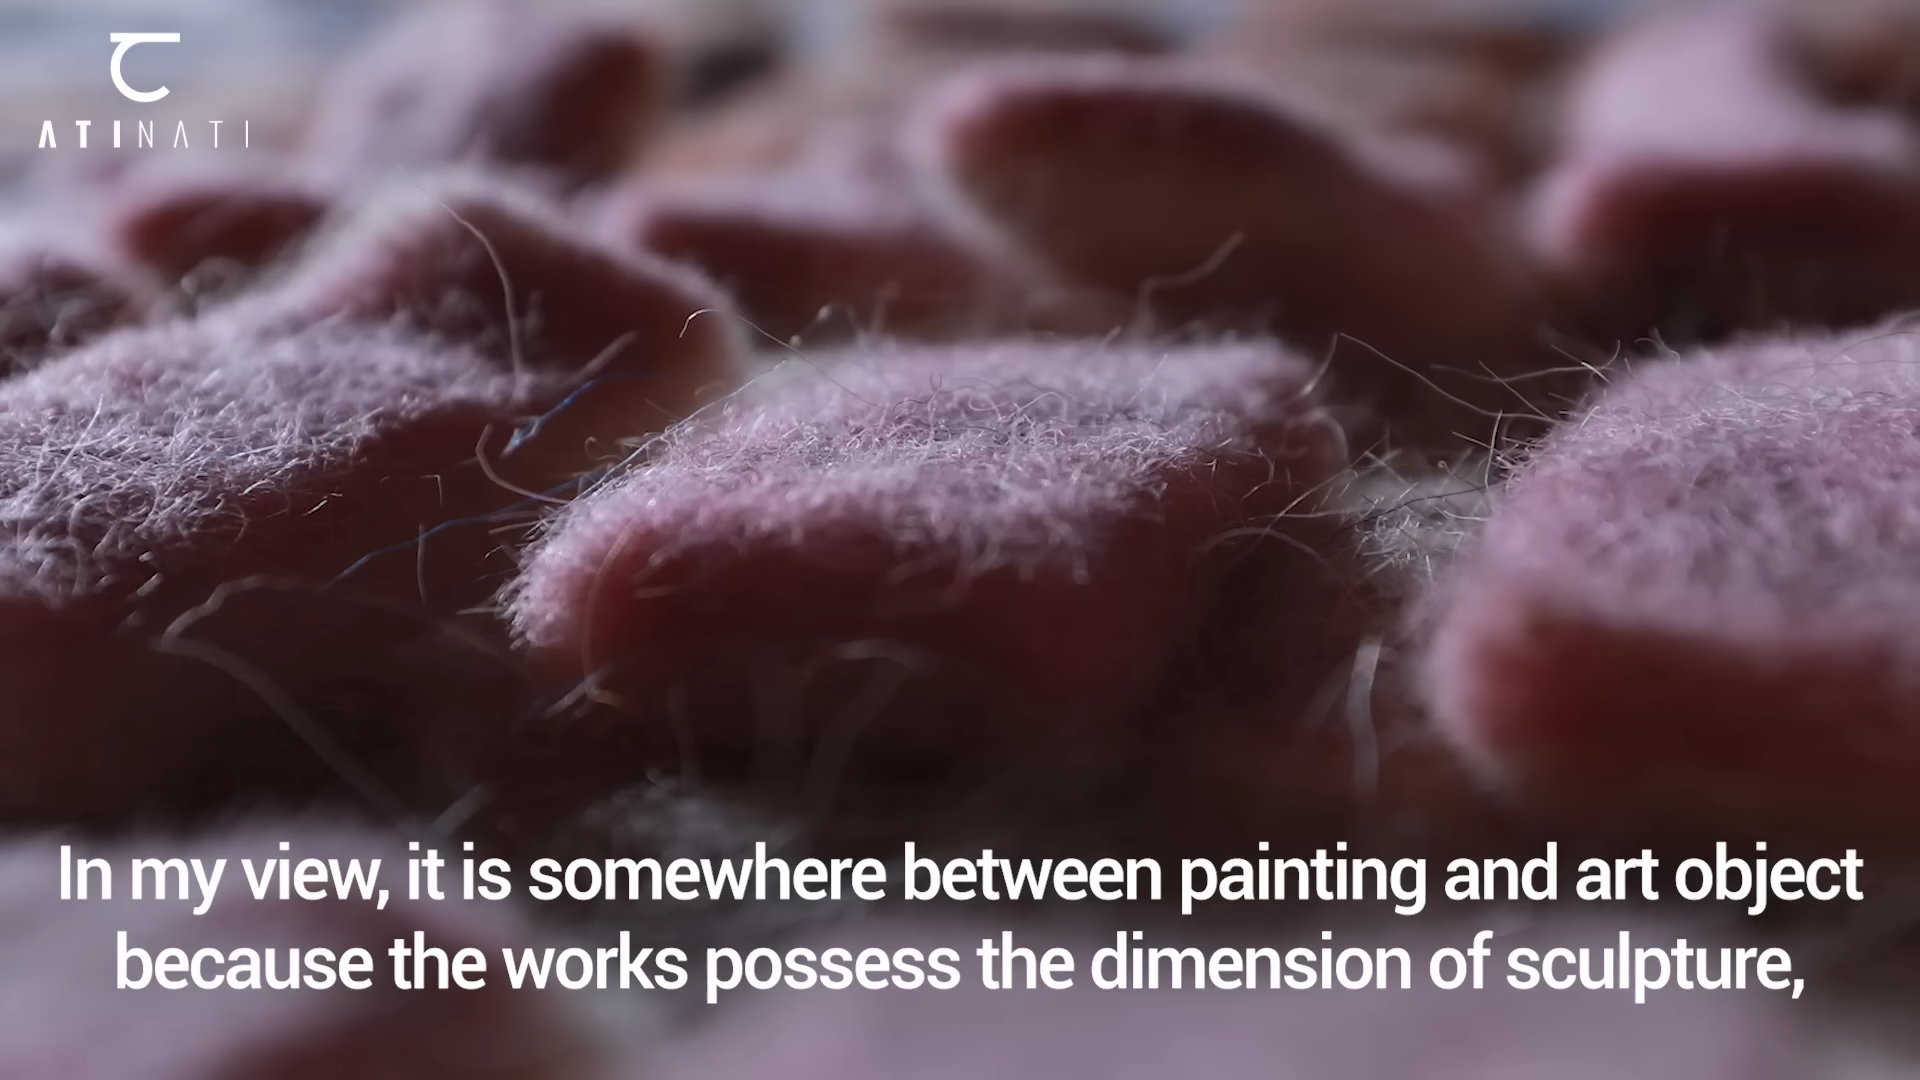 ATINATI
In my view, it is somewhere between painting and art object
because the works possess the dimension of sculpture,